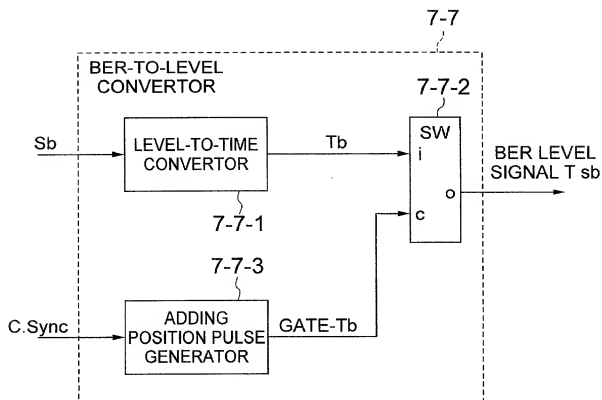 7-7
BER-TO-LEVEL
CONVERTOR
7-7-2
Sb
LEVEL-TO-TIME
CONVERTOR
Tb
SW
i
o
c
BER LEVEL
SIGNAL T sb
7-7-1
7-7-3
C.Sync
ADDING
POSITION PULSE
GENERATOR
GATE-Tb